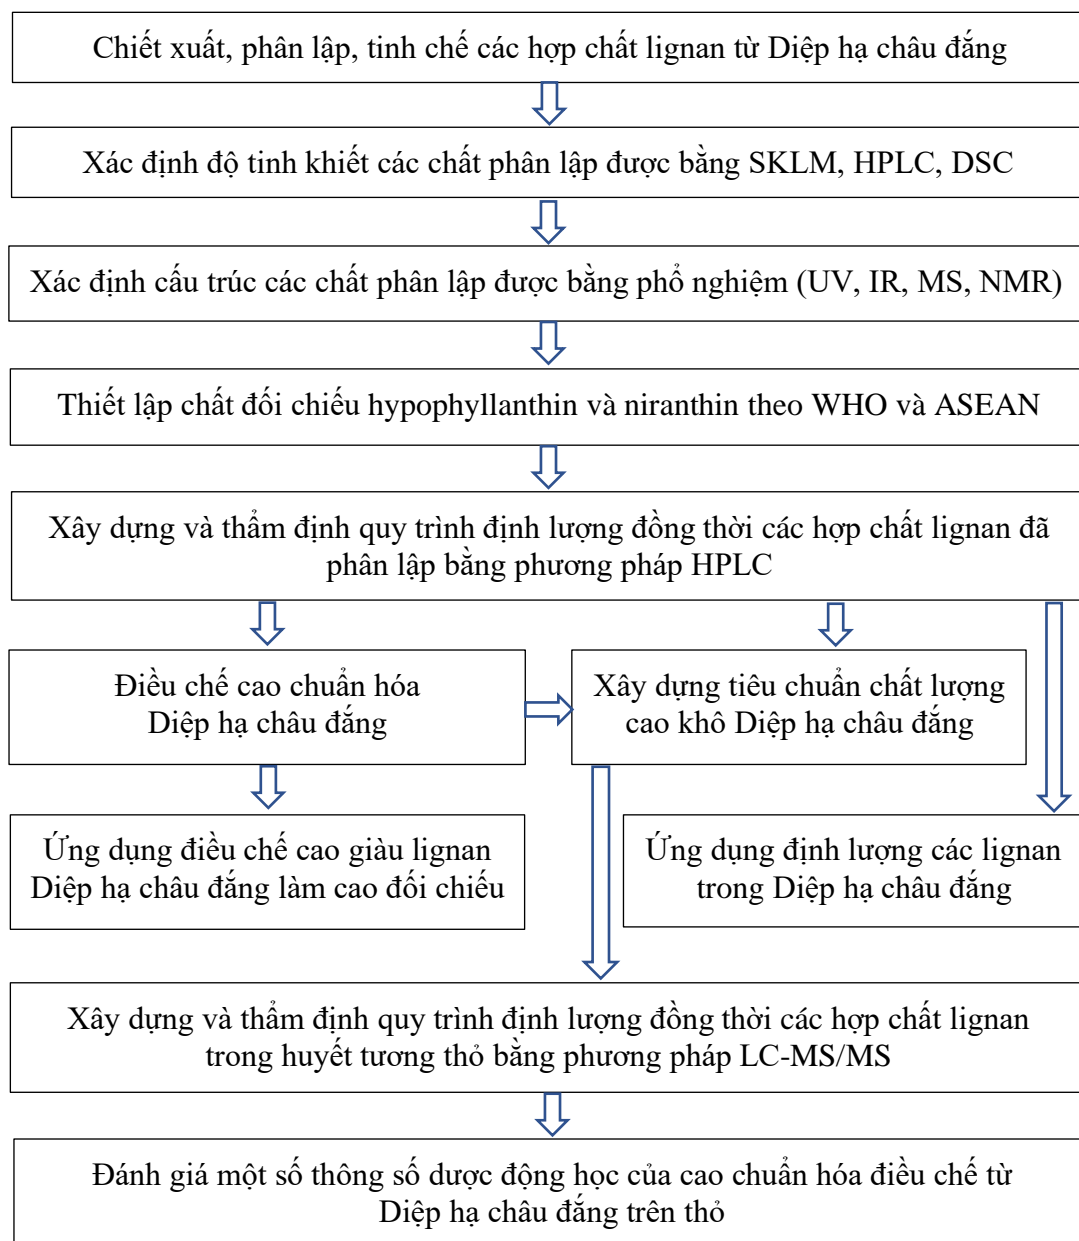 Chiết xuất, phân lập, tinh chế các hợp chất lignan từ Diệp hạ châu đắng
Xác định độ tinh khiết các chất phân lập được bằng SKLM, HPLC, DSC
Xác định cấu trúc các chất phân lập được bằng phổ nghiệm (UV, IR, MS, NMR)
Thiết lập chất đối chiếu hypophyllanthin và niranthin theo WHO và ASEAN
Xây dựng và thẩm định quy trình định lượng đồng thời các hợp chất lignan đã
phân lập bằng phương pháp HPLC
Điều chế cao chuẩn hóa
Diệp hạ châu đắng
Xây dựng tiêu chuẩn chất lượng
cao khô Diệp hạ châu đắng
Ứng dụng điều chế cao giàu lignan
Diệp hạ châu đắng làm cao đối chiếu
Ứng dụng định lượng các lignan
trong Diệp hạ châu đắng
Xây dựng và thẩm định quy trình định lượng đồng thời các hợp chất lignan
trong huyết tương thỏ bằng phương pháp LC-MS/MS
Đánh giá một số thông số dược động học của cao chuẩn hóa điều chế từ
Diệp hạ châu đắng trên thỏ